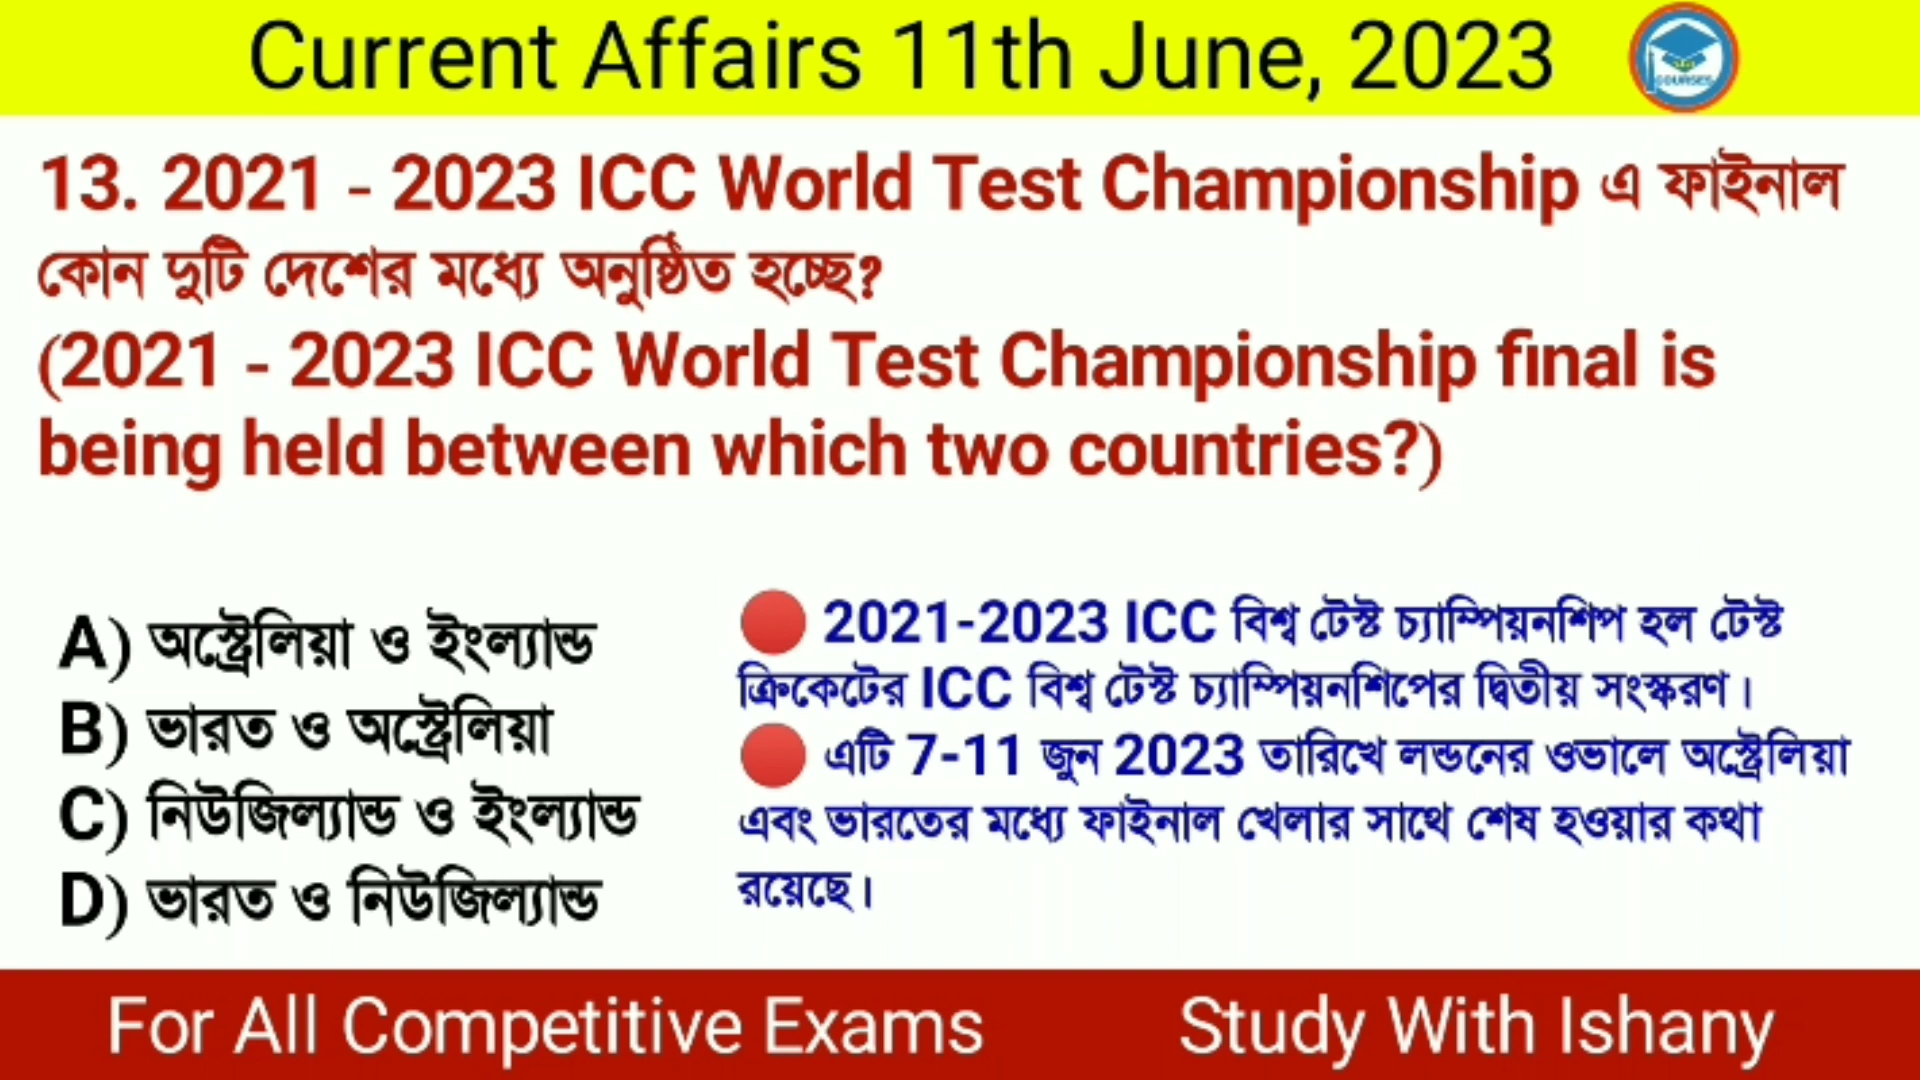 Current Affairs 11th June, 2023
COURSES
13. 2021 - 2023 ICC World Test Championship এ ফাইনাল
কোন দুটি দেশের মধ্যে অনুষ্ঠিত হচ্ছে?
(2021 - 2023 ICC World Test Championship final is
being held between which two countries?)
A) অস্ট্রেলিয়া ও ইংল্যান্ড
B) ভারত ও অস্ট্রেলিয়া
C) নিউজিল্যান্ড ও ইংল্যান্ড
D) ভারত ও নিউজিল্যান্ড
🔴 2021-2023 ICC বিশ্ব টেস্ট চ্যাম্পিয়নশিপ হল টেস্ট
ক্রিকেটের ICC বিশ্ব টেস্ট চ্যাম্পিয়নশিপের দ্বিতীয় সংস্করণ।
🔴 এটি 7-11 জুন 2023 তারিখে লন্ডনের ওভালে অস্ট্রেলিয়া
এবং ভারতের মধ্যে ফাইনাল খেলার সাথে শেষ হওয়ার কথা
রয়েছে।
For All Competitive Exams
Study With Ishany